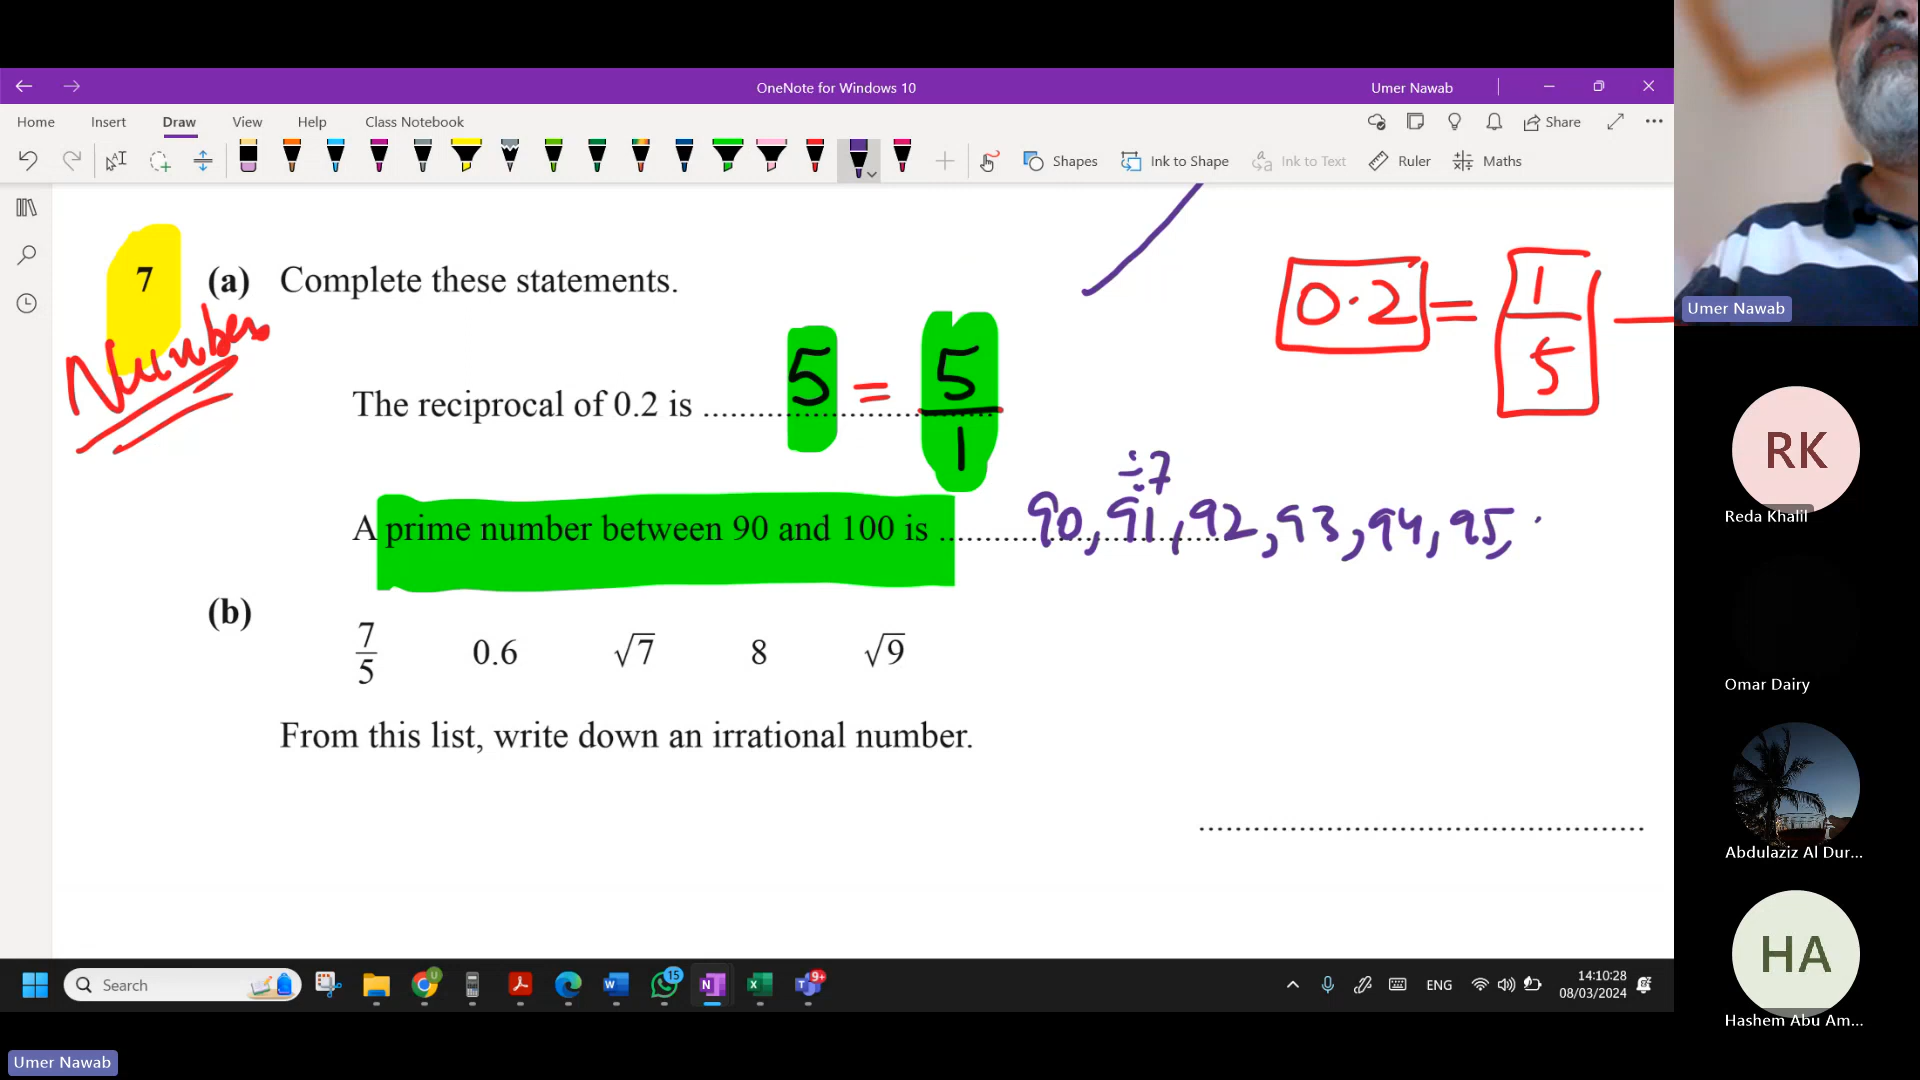 OneNote for Windows 10
Umer Nawab
Home Insert Draw View Help Class Notebook
Share
Shapes Ink to Shape Ink to Text Ruler Maths
Umer Nawab
7 (a) Complete these statements.
Number
0.2 = 1/5
The reciprocal of 0.2 is .......... 5 = 5/1
÷7
A prime number between 90 and 100 is .......... 90, 91, 92, 93, 94, 95,
(b)
7/5 0.6 √7 8 √9
From this list, write down an irrational number.
..........
RK
Reda Khalil
Omar Dairy
Abdulaziz Al Dur...
HA
Hashem Abu Am...
Search
U
W
15
N
X
T
9+
ENG
14:10:28
08/03/2024
Umer Nawab